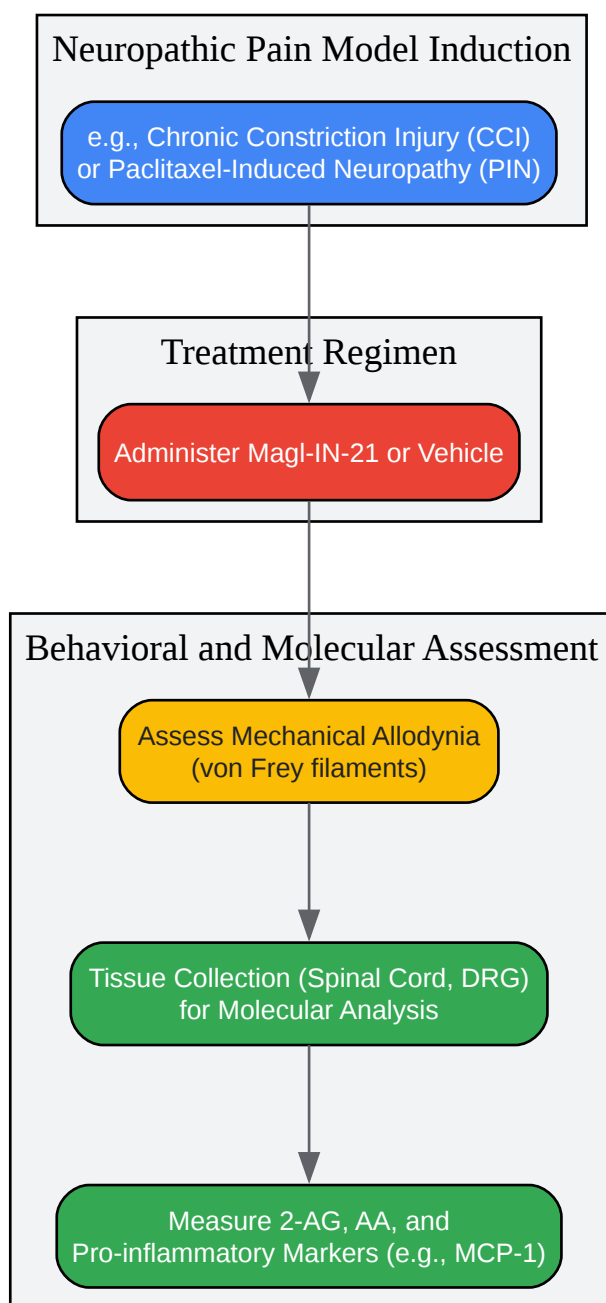 Neuropathic Pain Model Induction
e.g., Chronic Constriction Injury (CCI)
or Paclitaxel-Induced Neuropathy (PIN)
Treatment Regimen
Administer Magl-IN-21 or Vehicle
Behavioral and Molecular Assessment
Assess Mechanical Allodynia
(von Frey filaments)
Tissue Collection (Spinal Cord, DRG)
for Molecular Analysis
Measure 2-AG, AA, and
Pro-inflammatory Markers (e.g., MCP-1)